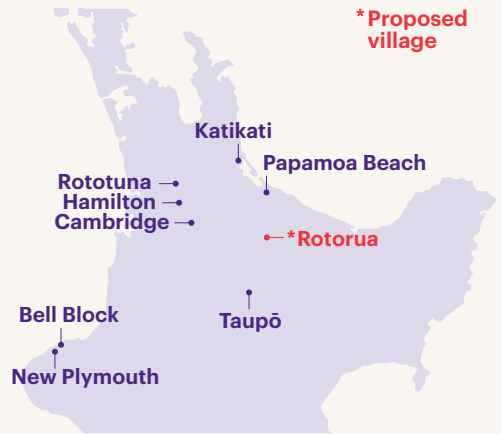 *Proposed
village
Katikati
Papamoa Beach
Rototuna
Hamilton
Cambridge
*Rotorua
Taupō
Bell Block
New Plymouth